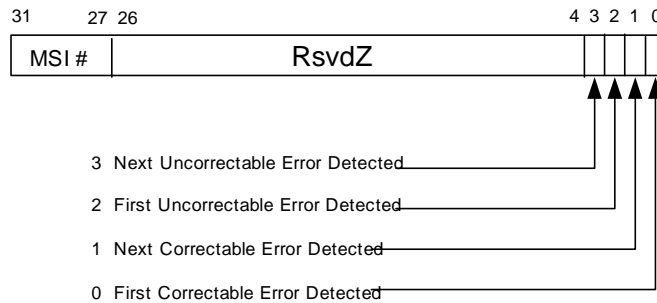 31 27 26 4 3 2 1 0
MSI # RsvdZ
3 Next Uncorrectable Error Detected
2 First Uncorrectable Error Detected
1 Next Correctable Error Detected
0 First Correctable Error Detected